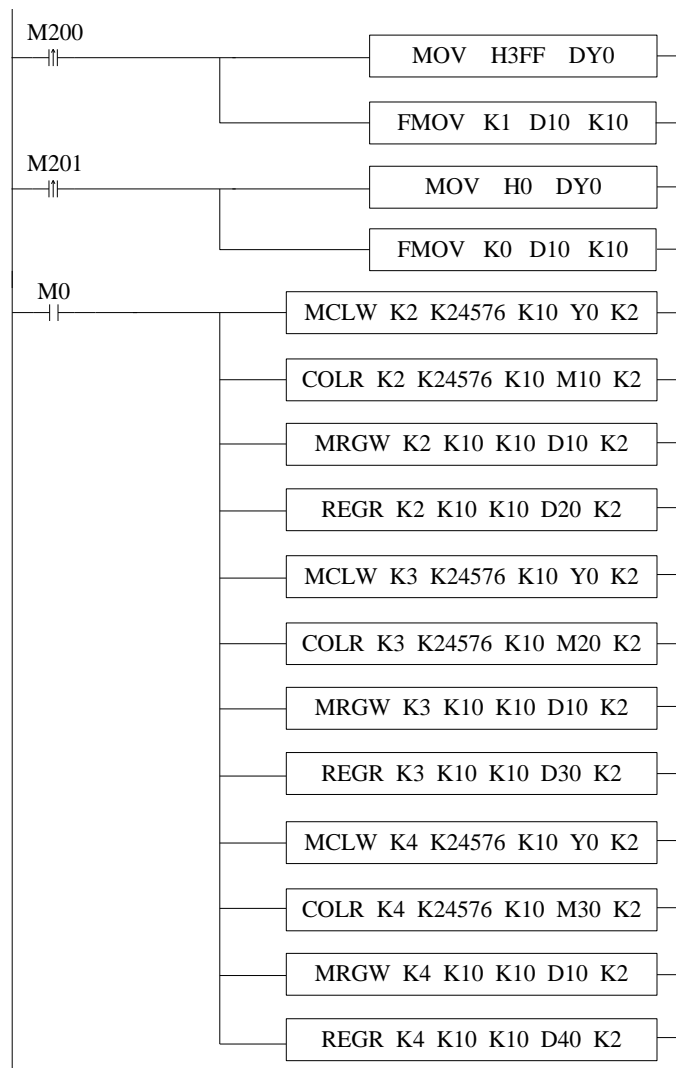 M200
MOV H3FF DY0
FMOV K1 D10 K10
M201
MOV H0 DY0
FMOV K0 D10 K10
M0
MCLW K2 K24576 K10 Y0 K2
COLR K2 K24576 K10 M10 K2
MRGW K2 K10 K10 D10 K2
REGR K2 K10 K10 D20 K2
MCLW K3 K24576 K10 Y0 K2
COLR K3 K24576 K10 M20 K2
MRGW K3 K10 K10 D10 K2
REGR K3 K10 K10 D30 K2
MCLW K4 K24576 K10 Y0 K2
COLR K4 K24576 K10 M30 K2
MRGW K4 K10 K10 D10 K2
REGR K4 K10 K10 D40 K2